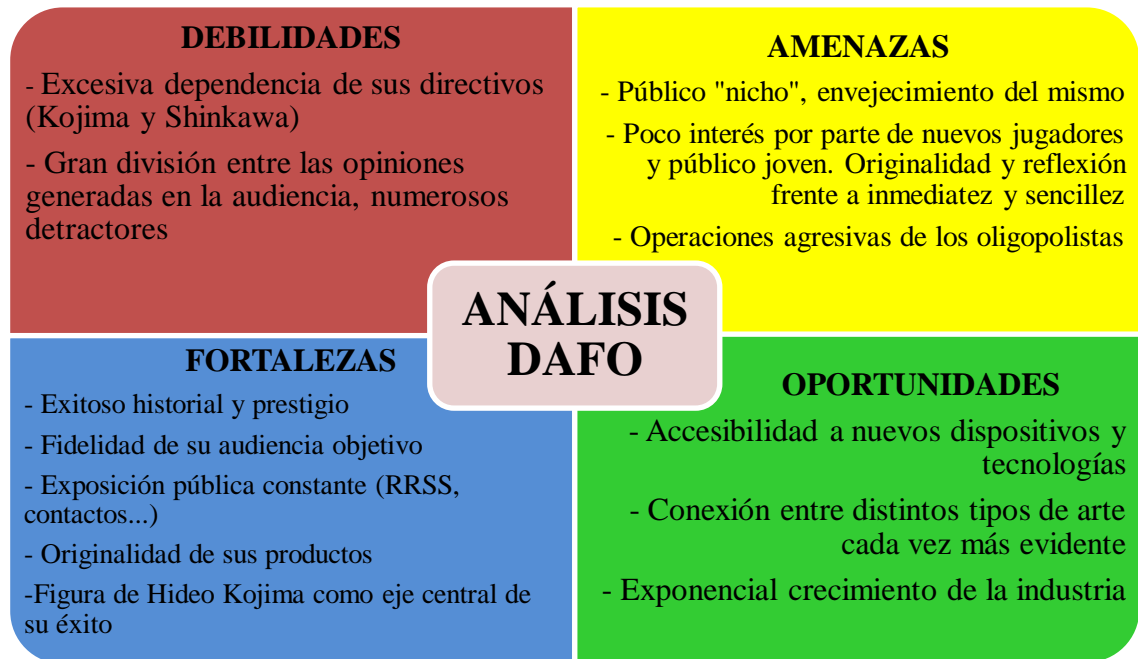 DEBILIDADES
- Excesiva dependencia de sus directivos
(Kojima y Shinkawa)
- Gran división entre las opiniones
generadas en la audiencia, numerosos
detractores
AMENAZAS
- Público "nicho", envejecimiento del mismo
- Poco interés por parte de nuevos jugadores
y público joven. Originalidad y reflexión
frente a inmediatez y sencillez
- Operaciones agresivas de los oligopolistas
ANÁLISIS
DAFO
FORTALEZAS
- Exitoso historial y prestigio
- Fidelidad de su audiencia objetivo
- Exposición pública constante (RRSS,
contactos...)
- Originalidad de sus productos
-Figura de Hideo Kojima como eje central de
su éxito
OPORTUNIDADES
- Accesibilidad a nuevos dispositivos y
tecnologías
- Conexión entre distintos tipos de arte
cada vez más evidente
- Exponencial crecimiento de la industria